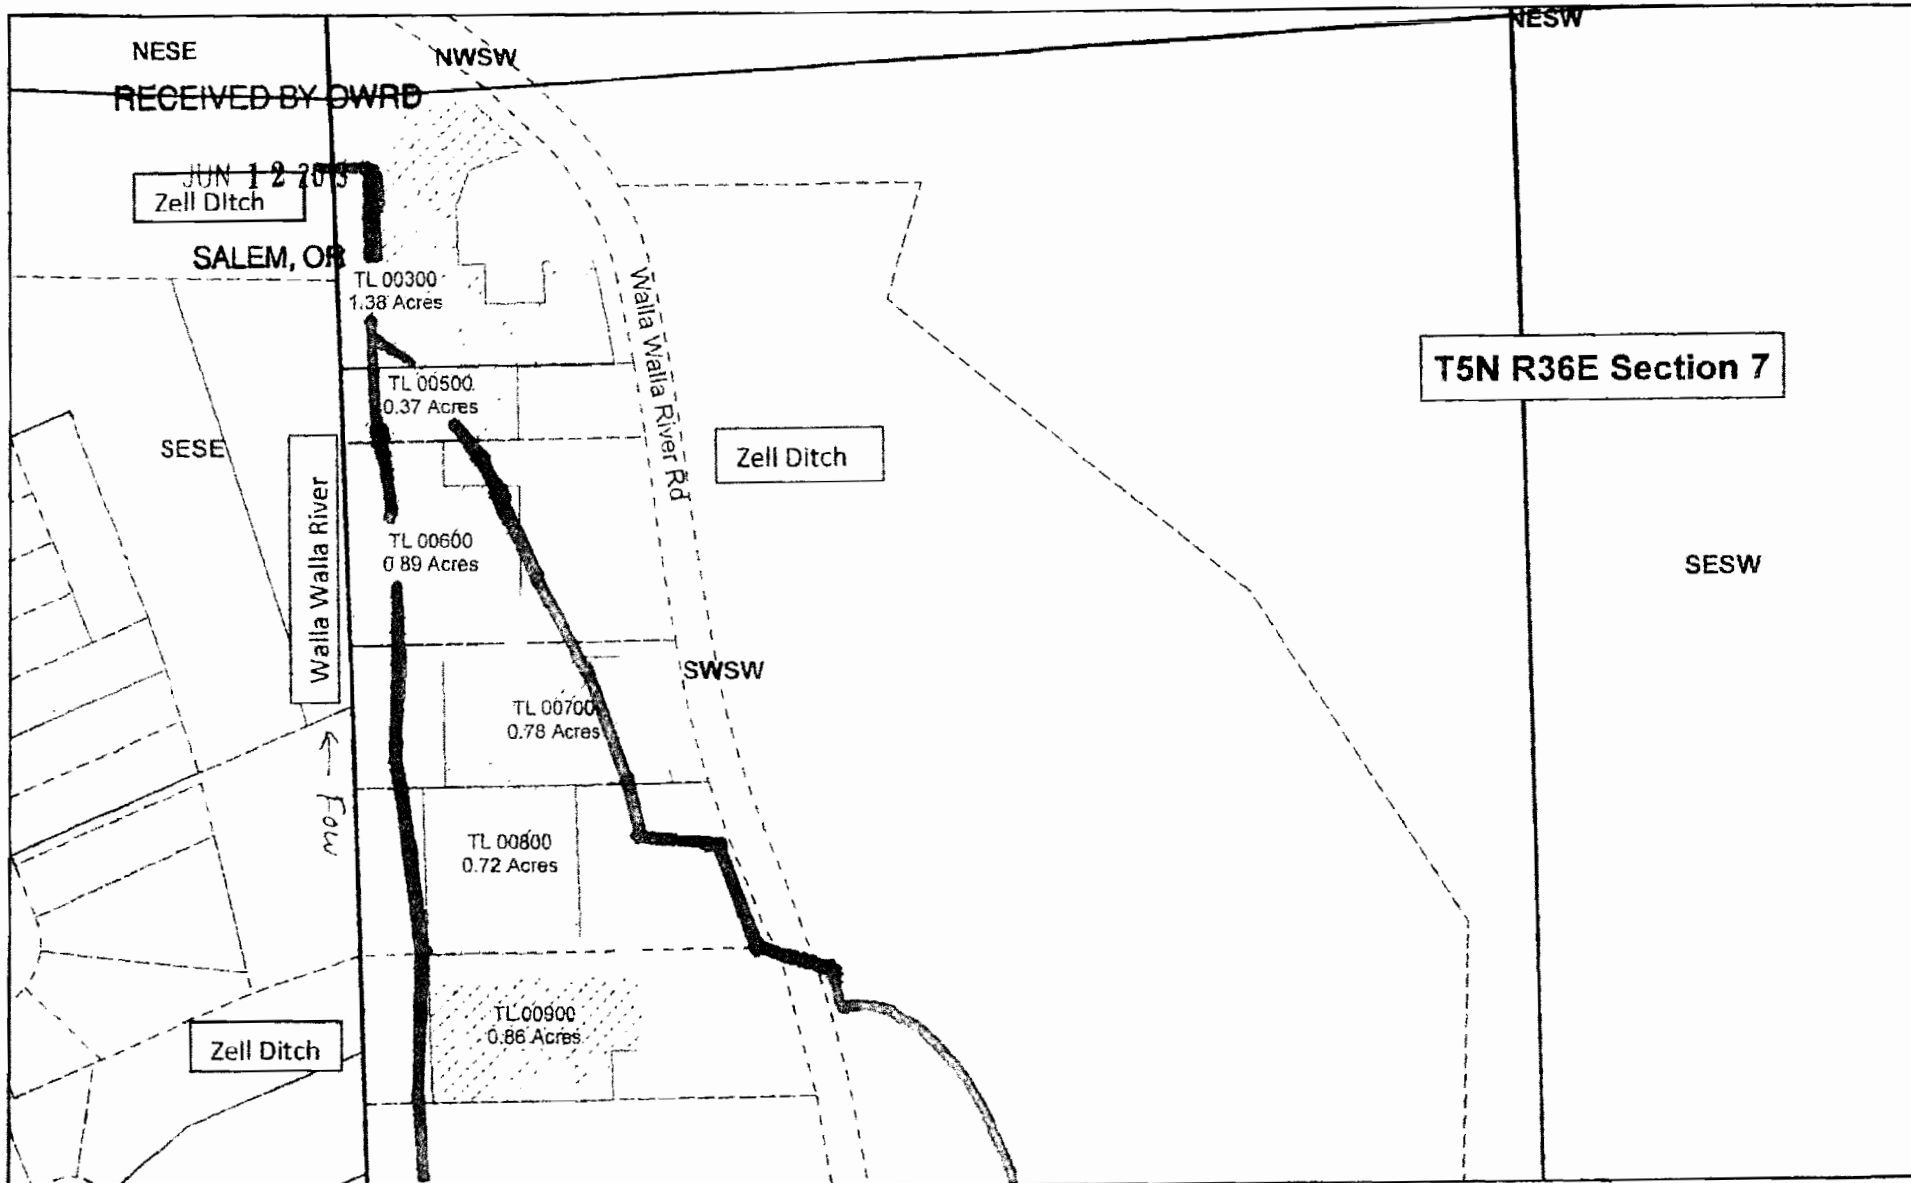 NESE
NWSW
NESW
RECEIVED BY OWRD
JUN 12
Zell Ditch
SALEM, OR
TL 00300
1.38 Acres
Walla Walla River Rd
T5N R36E Section 7
TL 00500
0.37 Acres
SESE
Zell Ditch
Walla Walla River
TL 00600
0.89 Acres
SESW
SWSW
TL 00700
0.78 Acres
← Fow
TL 00800
0.72 Acres
TL 00900
0.86 Acres
Zell Ditch